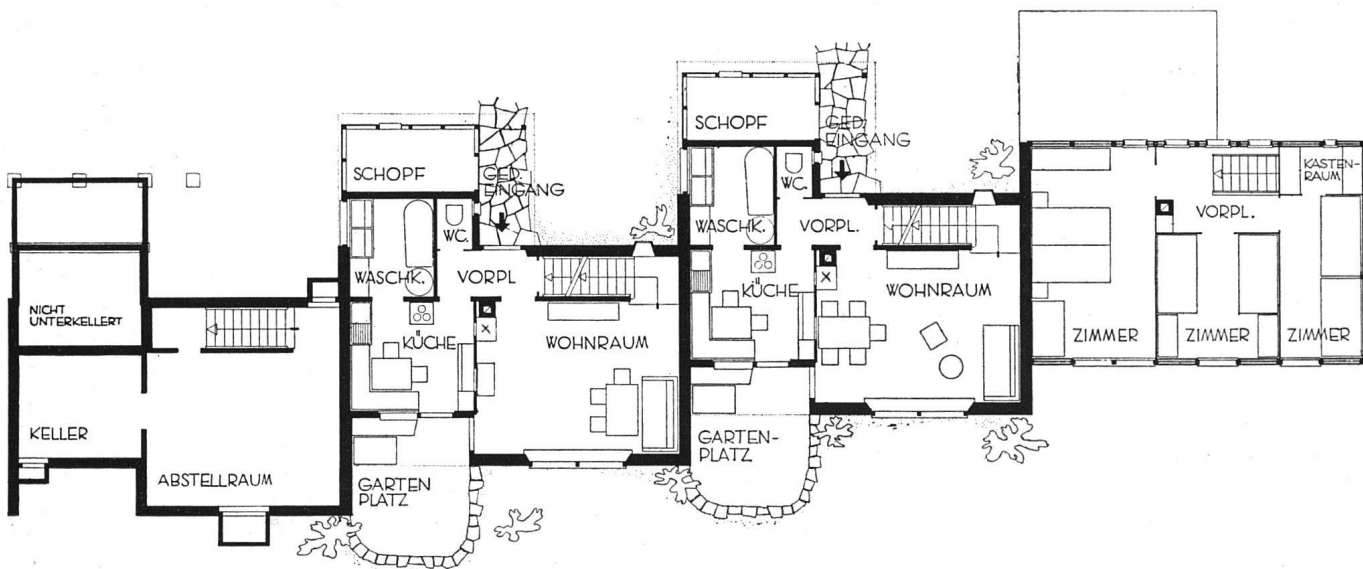 NICHT
UNTERKELLERT
KELLER
ABSTELLRAUM
SCHOPF
GED.
EINGANG
WASCHK.
WC.
VORPL
KÜCHE
WOHNRAUM
GARTEN
PLATZ
SCHOPF
GED.
EINGANG
WASCHK.
WC.
VORPL.
KÜCHE
WOHNRAUM
GARTEN-
PLATZ
KASTEN-
RAUM
VORPL.
ZIMMER
ZIMMER
ZIMMER